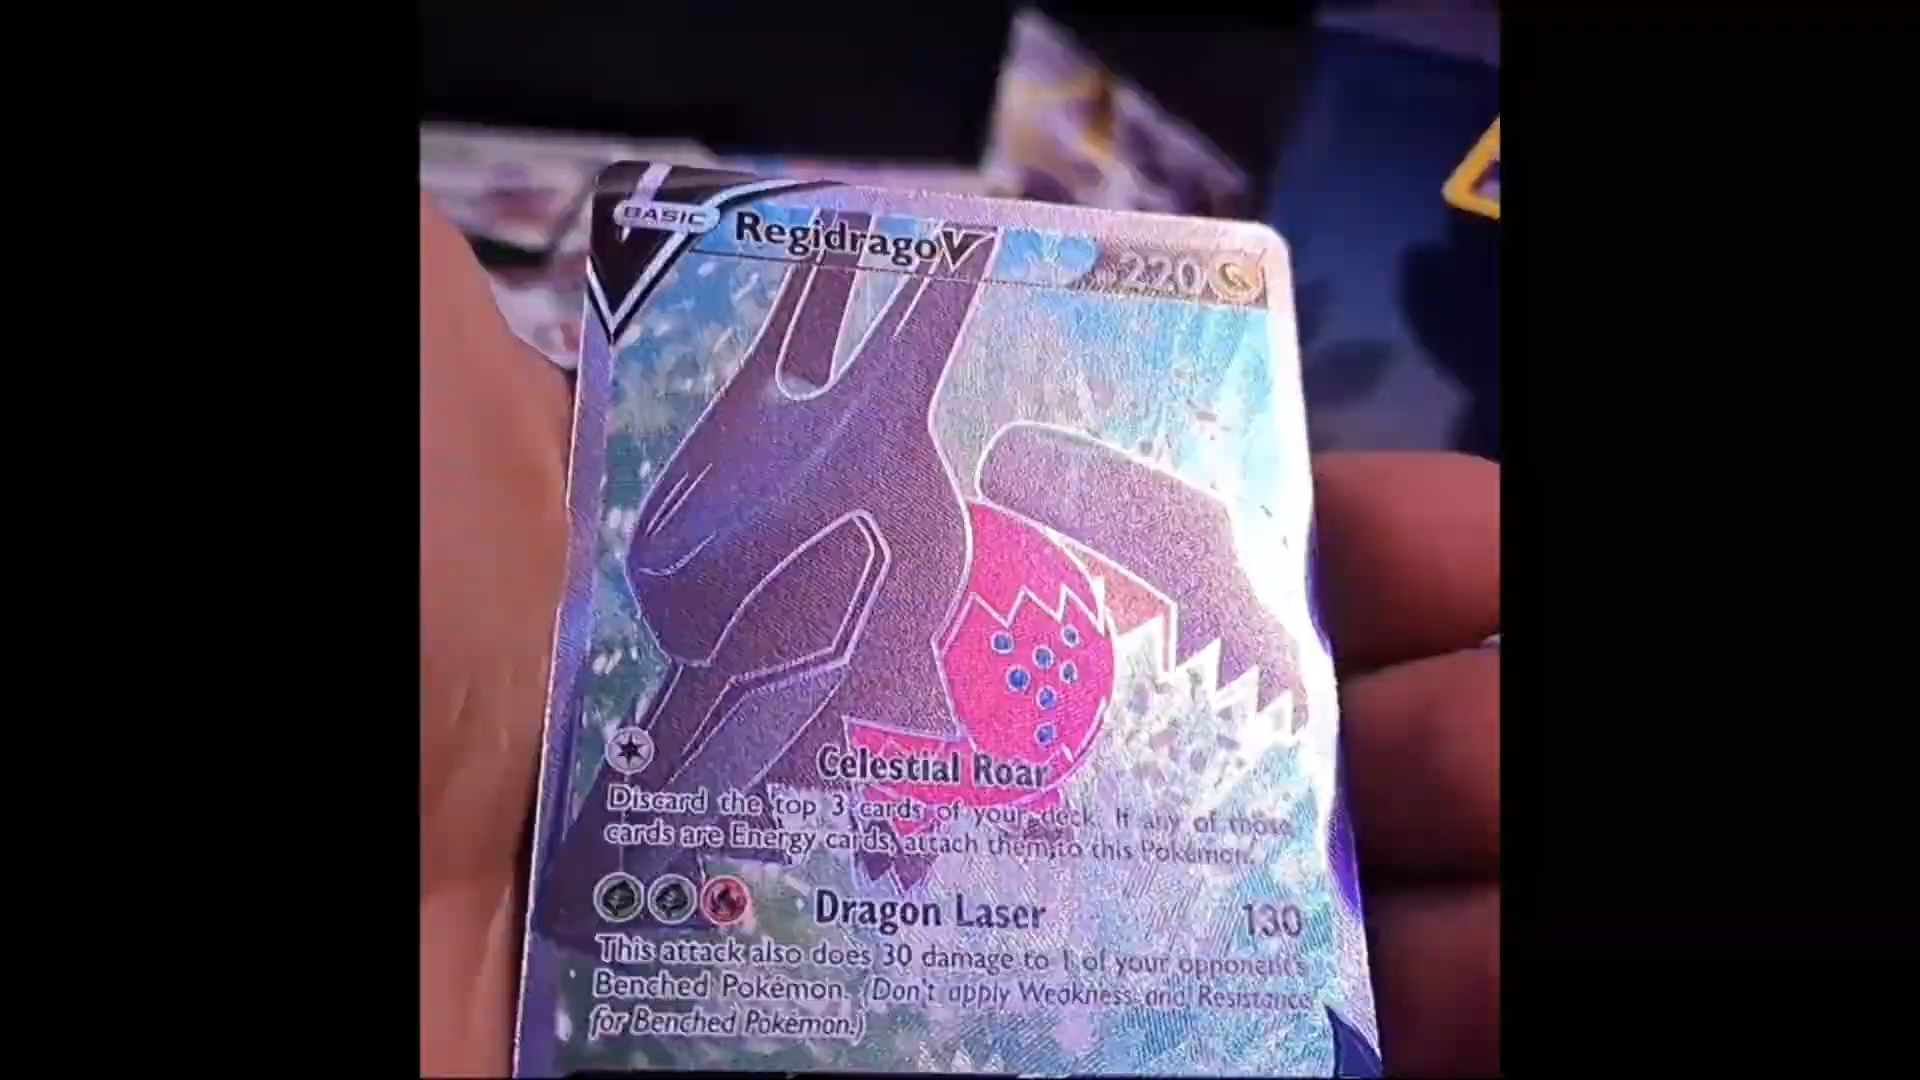 BASIC
Regidrago V
220
Celestial Roar
Discard the top 3 cards of your deck. If any of those
cards are Energy cards, attach them to this Pokémon.
Dragon Laser 130
This attack also does 30 damage to 1 of your opponent's
Benched Pokémon. (Don't apply Weakness and Resistance
for Benched Pokémon.)